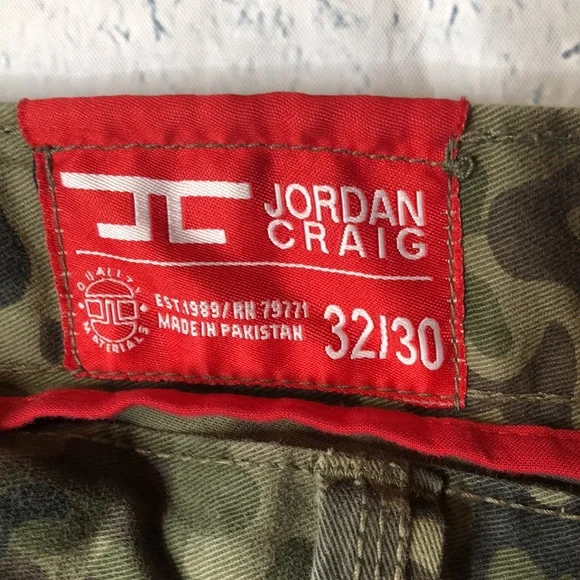 JORDAN
CRAIG
QUALITY
MATERIALS
EST.1989/RN 79771
MADE IN PAKISTAN
32/30